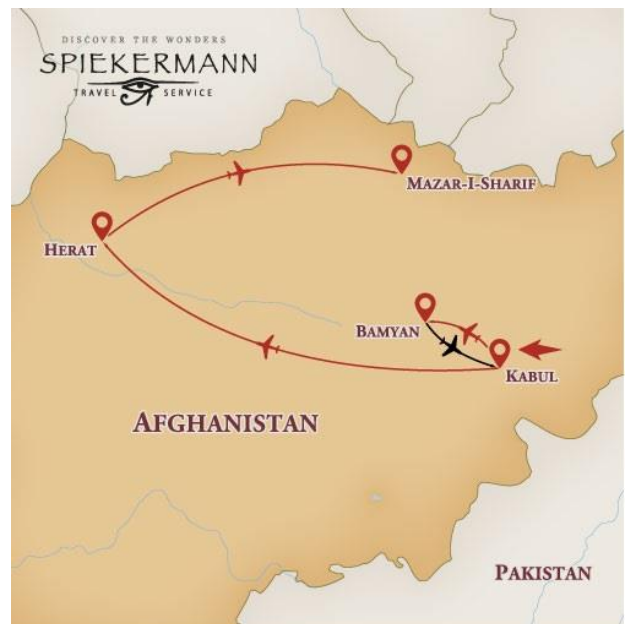 DISCOVER THE WONDERS
SPIEKERMANN
TRAVEL SERVICE
MAZAR-I-SHARIF
HERAT
BAMYAN
KABUL
AFGHANISTAN
PAKISTAN